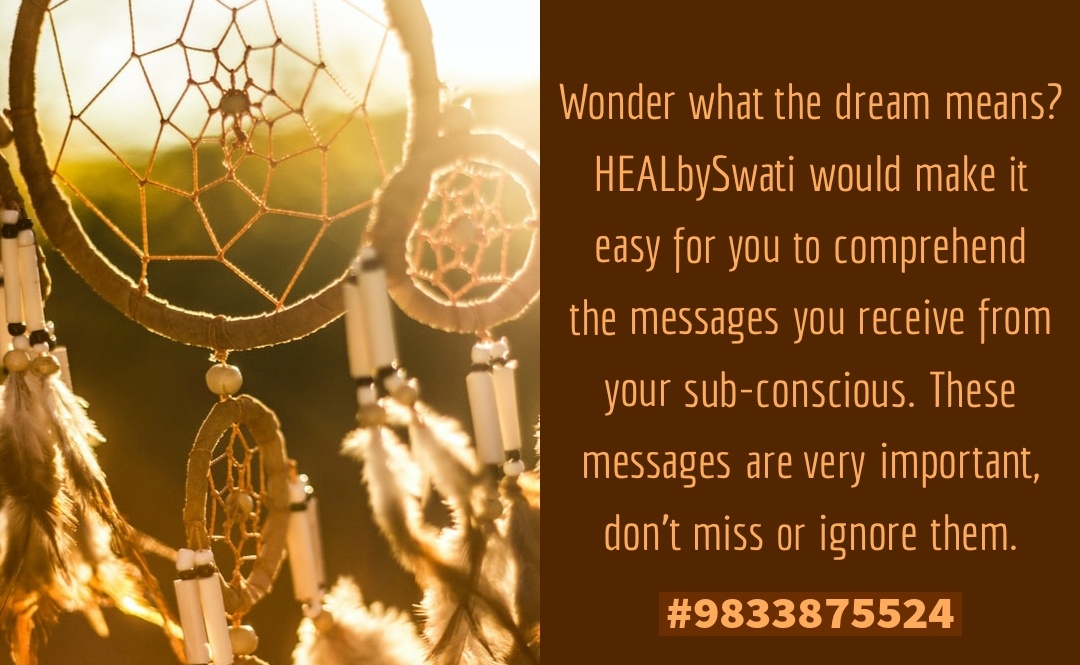 Wonder what the dream means?
HEALbySwati would make it
easy for you to comprehend
the messages you receive from
your sub-conscious. These
messages are very important,
don't miss or ignore them.
#9833875524